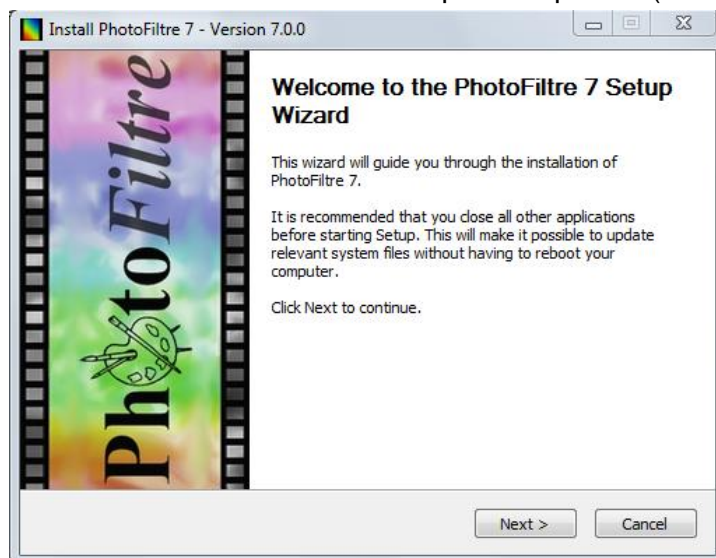 Install PhotoFiltre 7 - Version 7.0.0
PhotoFiltre
Welcome to the PhotoFiltre 7 Setup
Wizard
This wizard will guide you through the installation of
PhotoFiltre 7.
It is recommended that you close all other applications
before starting Setup. This will make it possible to update
relevant system files without having to reboot your
computer.
Click Next to continue.
Next >
Cancel